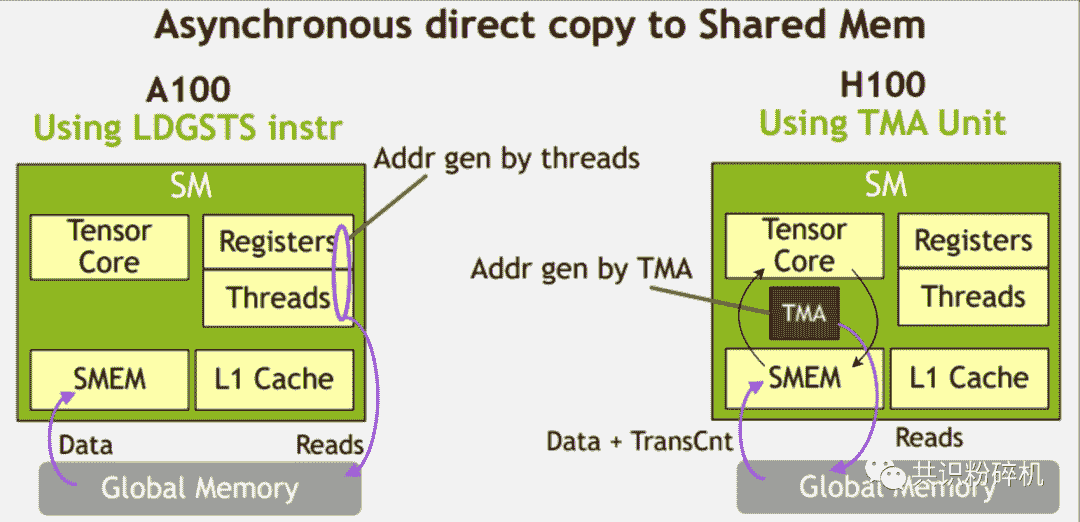 Asynchronous direct copy to Shared Mem
A100
Using LDGSTS instr
Addr gen by threads
SM
Tensor
Core
Registers
Threads
SMEM
L1 Cache
Data
Reads
Global Memory
H100
Using TMA Unit
Addr gen by TMA
SM
Tensor
Core
Registers
Threads
TMA
SMEM
L1 Cache
Data + TransCnt
Reads
Global Memory
共识粉碎机